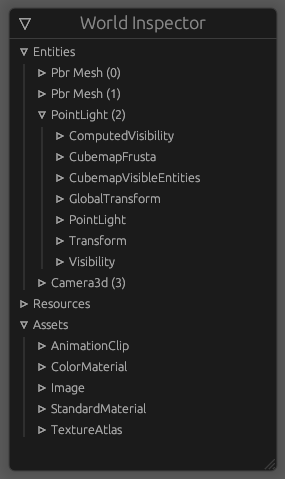 World Inspector
Entities
Pbr Mesh (0)
Pbr Mesh (1)
PointLight (2)
ComputedVisibility
CubemapFrusta
CubemapVisibleEntities
GlobalTransform
PointLight
Transform
Visibility
Camera3d (3)
Resources
Assets
AnimationClip
ColorMaterial
Image
StandardMaterial
TextureAtlas